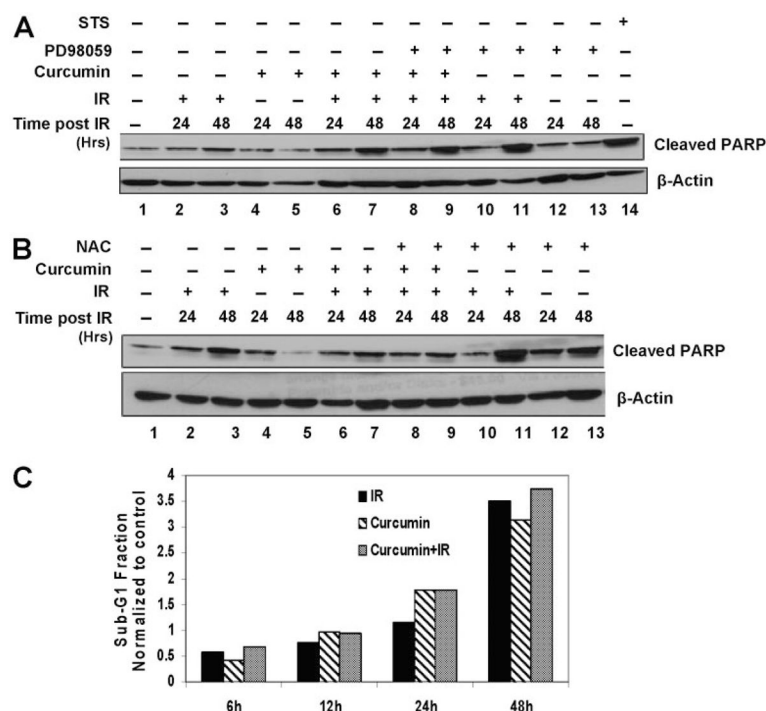 A
STS – – – – – – – – – – – – – +
PD98059 – – – – – – – + + + + + + –
Curcumin – – – + + + + + + – – – – –
IR – + + – – + + + + + + – – –
Time post IR – 24 48 24 48 24 48 24 48 24 48 24 48 –
(Hrs)
Cleaved PARP
β-Actin
1 2 3 4 5 6 7 8 9 10 11 12 13 14
B
NAC – – – – – – – + + + + + +
Curcumin – – – + + + + + + – – – –
IR – + + – – + + + + + + – –
Time post IR – 24 48 24 48 24 48 24 48 24 48 24 48
(Hrs)
Cleaved PARP
β-Actin
1 2 3 4 5 6 7 8 9 10 11 12 13
C
Sub-G1 Fraction
Normalized to control
4
3.5
3
2.5
2
1.5
1
0.5
0
IR
Curcumin
Curcumin+IR
6h 12h 24h 48h